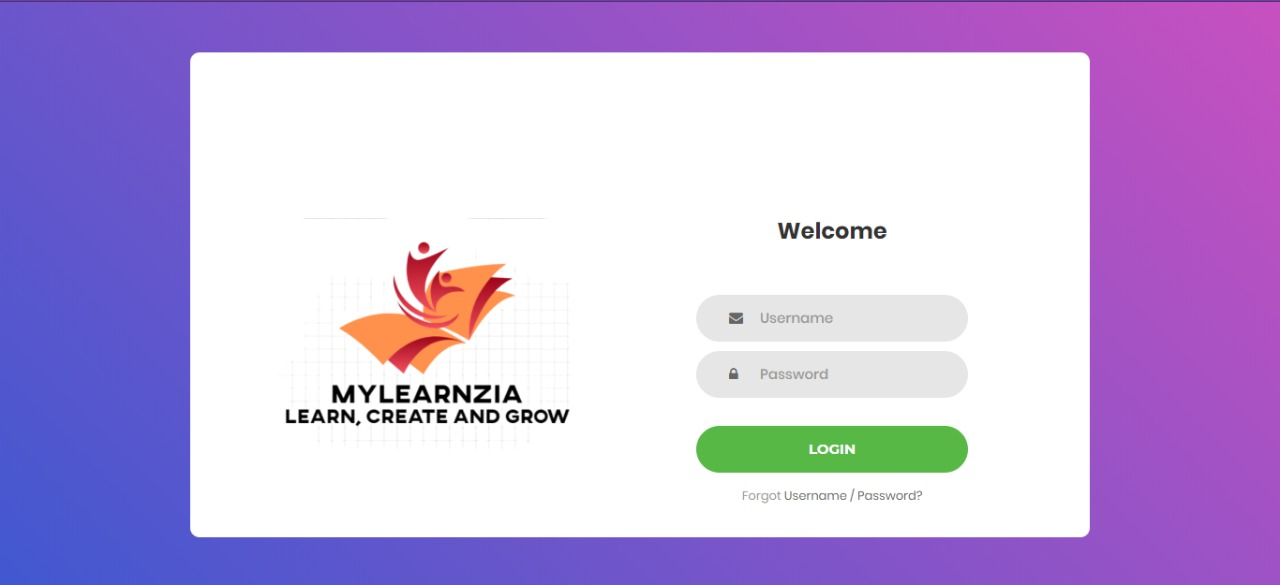 MYLEARNZIA
LEARN, CREATE AND GROW
Welcome
Username
Password
LOGIN
Forgot Username / Password?